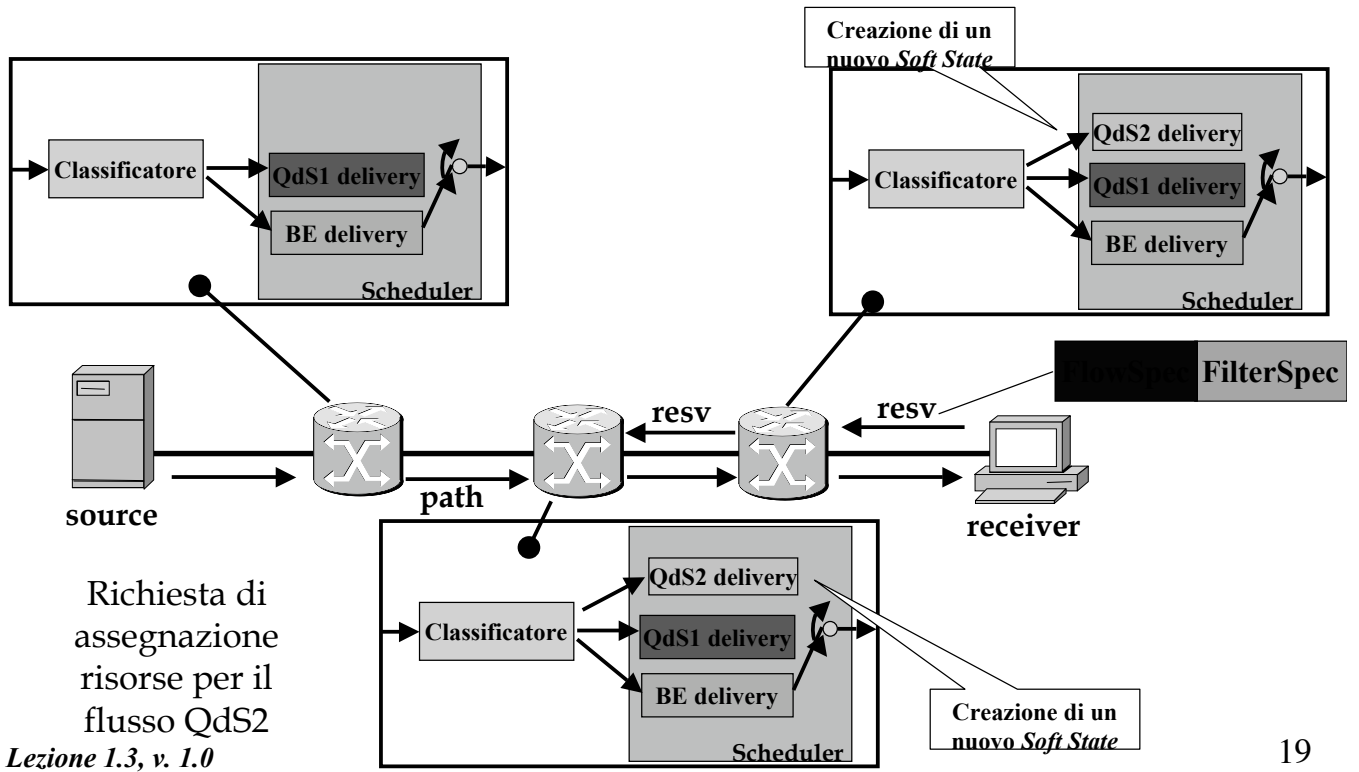 Creazione di un
nuovo Soft State
Classificatore
QdS1 delivery
BE delivery
Scheduler
Classificatore
QdS2 delivery
QdS1 delivery
BE delivery
Scheduler
FlowSpec FilterSpec
resv
resv
path
source
receiver
Classificatore
QdS2 delivery
QdS1 delivery
BE delivery
Scheduler
Creazione di un
nuovo Soft State
Richiesta di
assegnazione
risorse per il
flusso QdS2
Lezione 1.3, v. 1.0
19